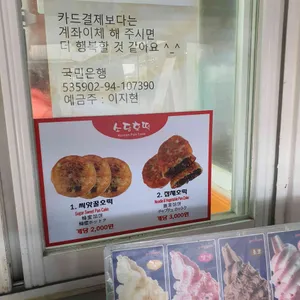 카드결제보다는
계좌이체 해 주시면
더 행복할 것 같아요 ^_^
국민은행
535902-94-107390
예금주 : 이지현
1. 씨앗꿀호떡
개당 2,000원
2. 잡채호떡
개당 3,000원